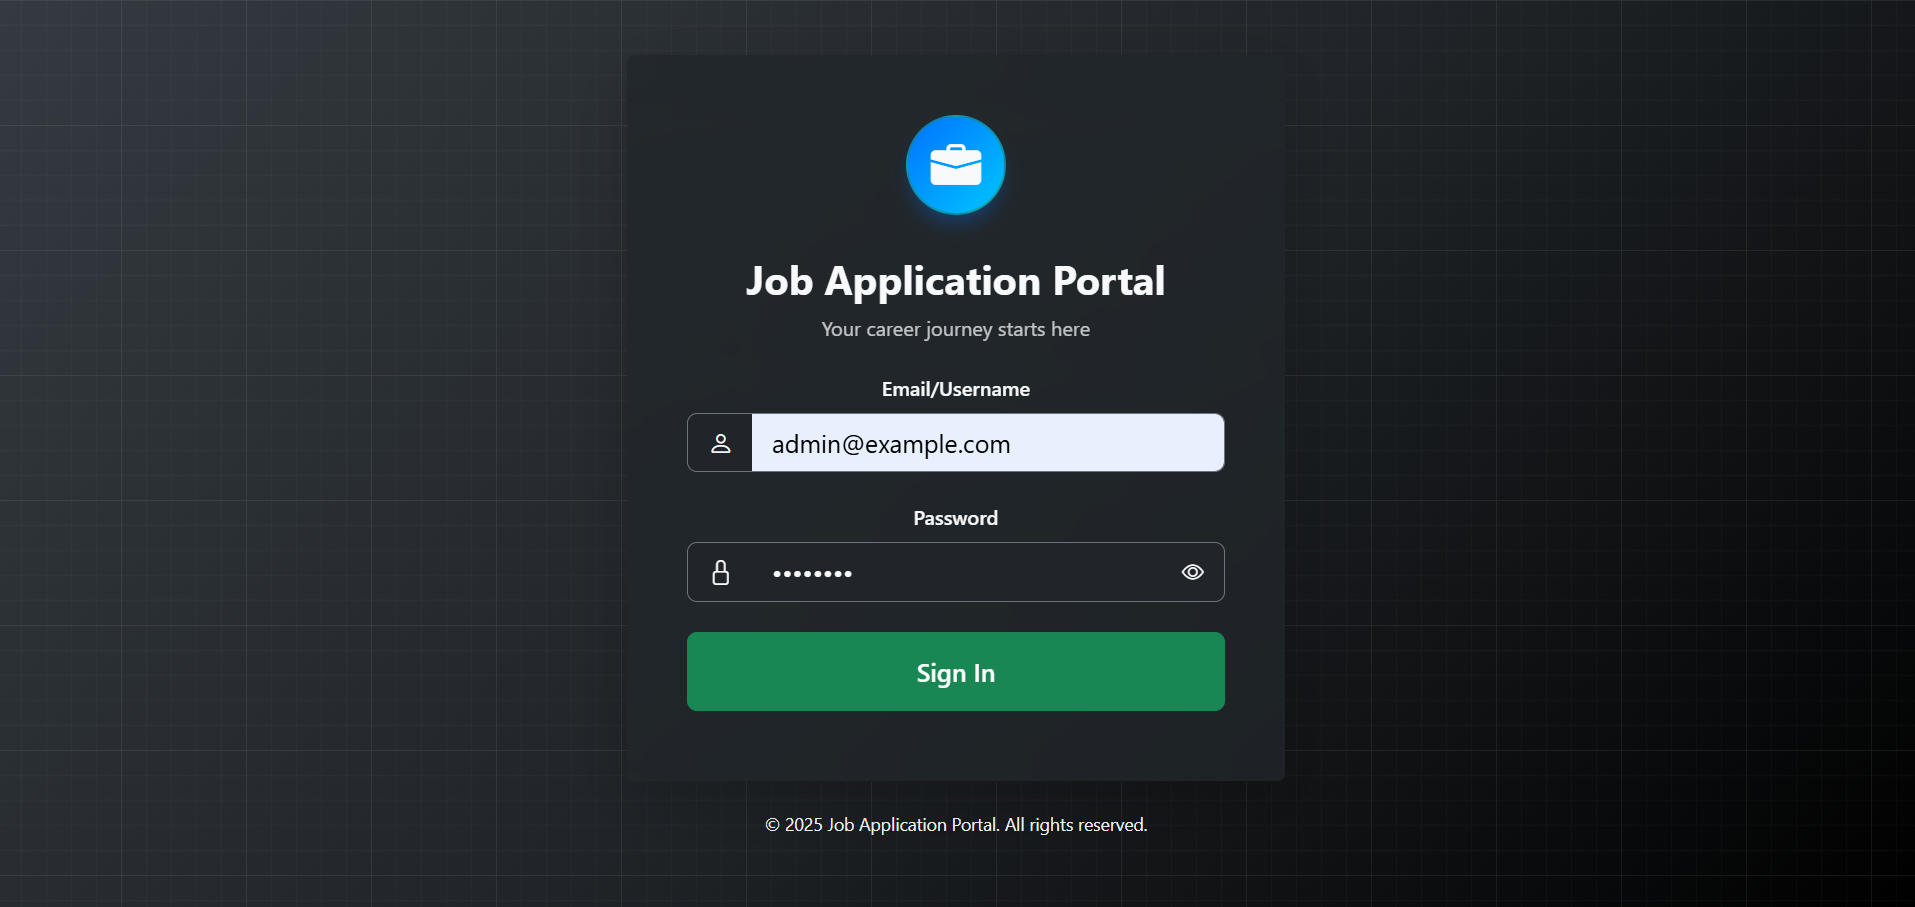 Job Application Portal
Your career journey starts here
Email/Username
admin@example.com
Password
••••••••
Sign In
© 2025 Job Application Portal. All rights reserved.